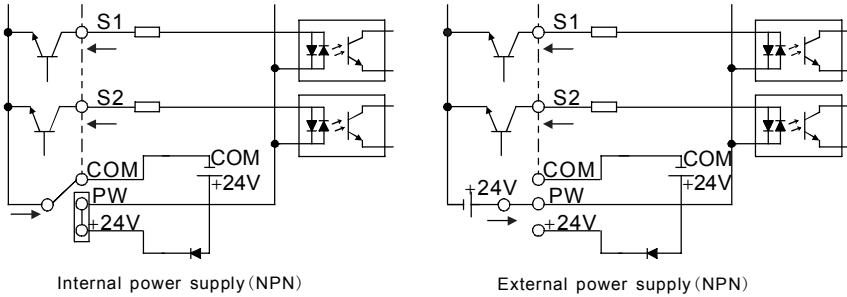 S1
S2
COM
COM
+24V
PW
+24V
Internal power supply(NPN)
S1
S2
COM
COM
+24V
+24V
PW
+24V
External power supply(NPN)